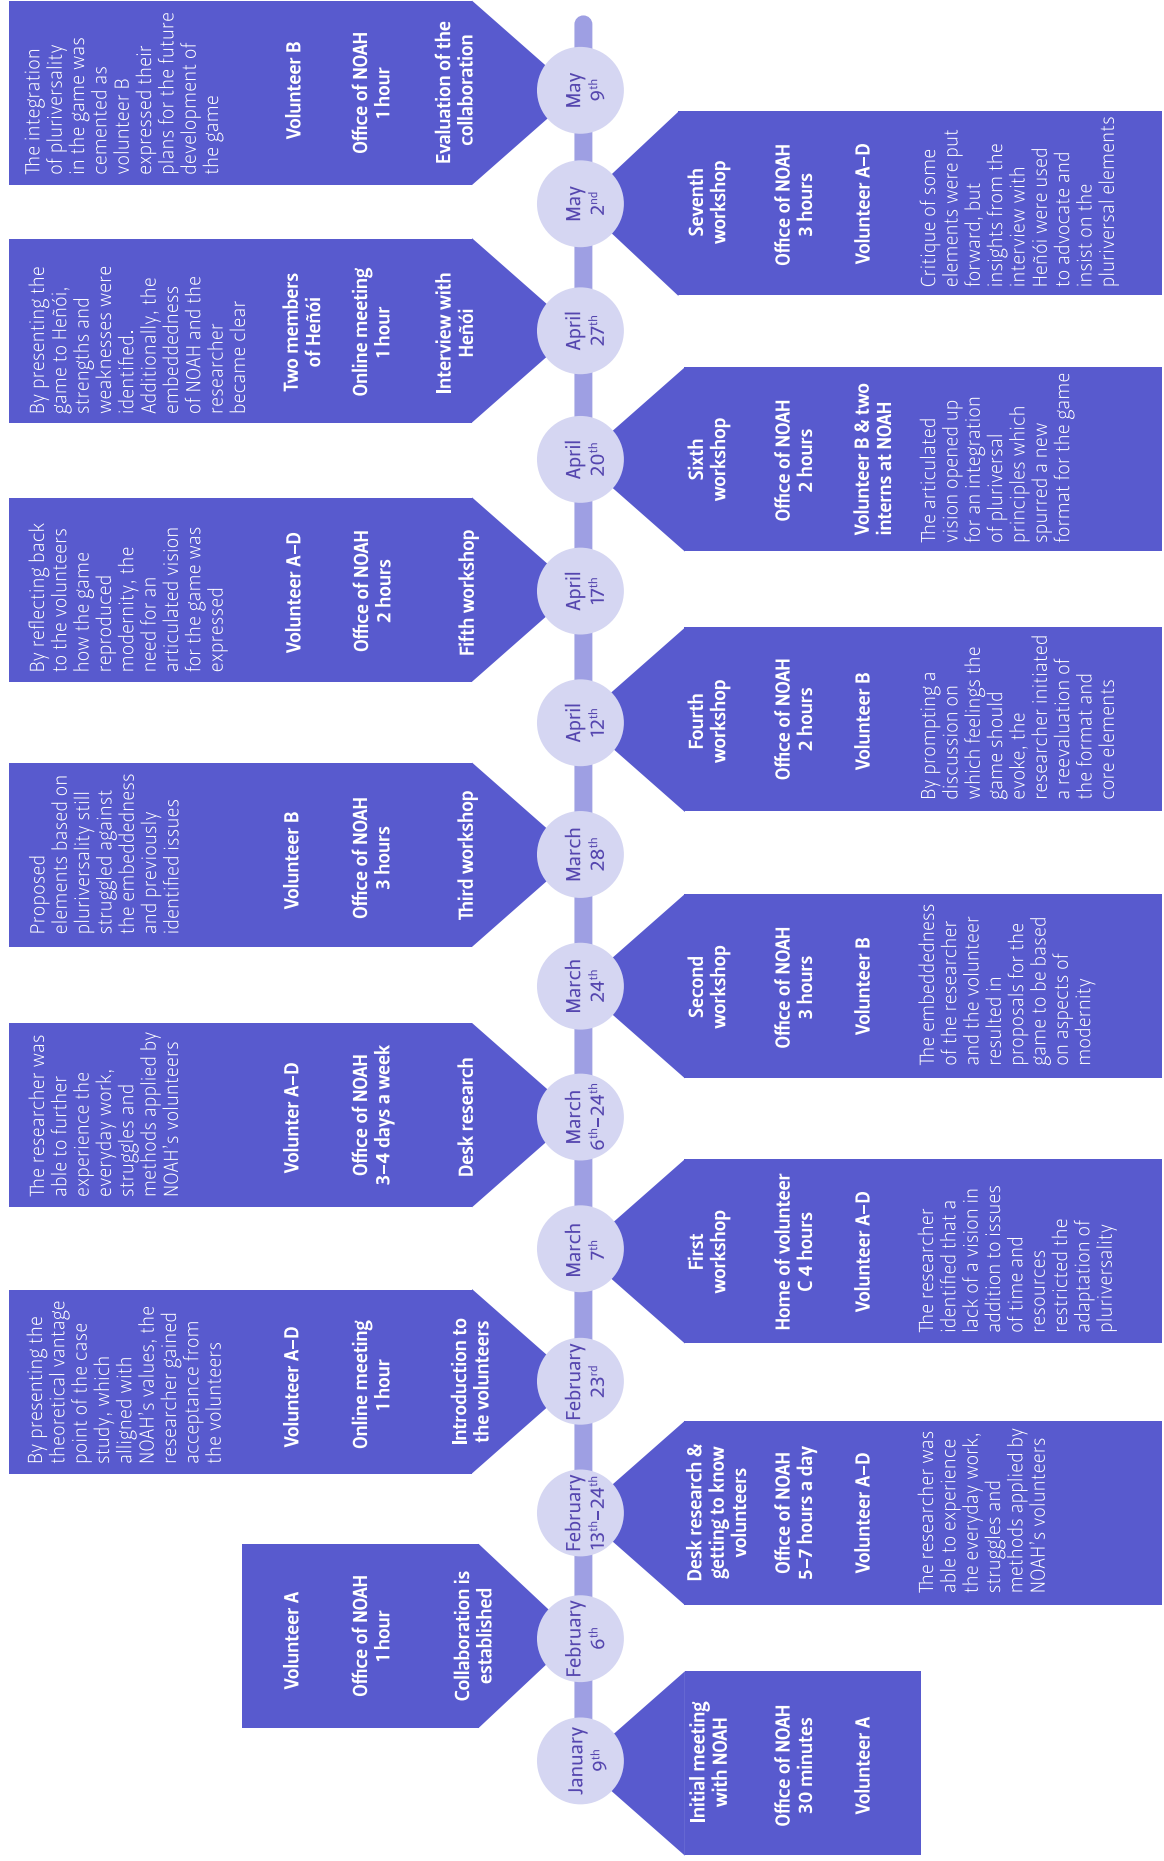 January
9th
Initial meeting
with NOAH
Office of NOAH
30 minutes
Volunteer A
February
6th
Volunteer A
Office of NOAH
1 hour
Collaboration is
established
February
13th–24th
Desk research &
getting to know
volunteers
Office of NOAH
5–7 hours a day
Volunteer A–D
The researcher was
able to experience
the everyday work,
struggles and
methods applied by
NOAH's volunteers
February
23rd
By presenting the
theoretical vantage
point of the case
study, which
alligned with
NOAH's values, the
researcher gained
acceptance from
the volunteers
Volunteer A–D
Online meeting
1 hour
Introduction to
the volunteers
March
7th
First
workshop
Home of volunteer
C 4 hours
Volunteer A–D
The researcher
identified that a
lack of a vision in
addition to issues
of time and
resources
restricted the
adaptation of
pluriversality
March
6th–24th
The researcher was
able to further
experience the
everyday work,
struggles and
methods applied by
NOAH's volunteers
Volunter A–D
Office of NOAH
3–4 days a week
Desk research
March
24th
Second
workshop
Office of NOAH
3 hours
Volunteer B
The embeddedness
of the researcher
and the volunteer
resulted in
proposals for the
game to be based
on aspects of
modernity
March
28th
Proposed
elements based on
pluriversality still
struggled against
the embeddedness
and previously
identified issues
Volunteer B
Office of NOAH
3 hours
Third workshop
April
12th
Fourth
workshop
Office of NOAH
2 hours
Volunteer B
By prompting a
discussion on
which feelings the
game should
evoke, the
researcher initiated
a reevaluation of
the format and
core elements
April
17th
By reflecting back
to the volunteers
how the game
reproduced
modernity, the
need for an
articulated vision
for the game was
expressed
Volunteer A–D
Office of NOAH
2 hours
Fifth workshop
April
20th
Sixth
workshop
Office of NOAH
2 hours
Volunteer B & two
interns at NOAH
The articulated
vision opened up
for an integration
of pluriversal
principles which
spurred a new
format for the game
April
27th
By presenting the
game to Heñói,
strengths and
weaknesses were
identified.
Additionally, the
embeddedness
of NOAH and the
researcher
became clear
Two members
of Heñói
Online meeting
1 hour
Interview with
Heñói
May
2nd
Seventh
workshop
Office of NOAH
3 hours
Volunteer A–D
Critique of some
elements were put
forward, but
insights from the
interview with
Heñói were used
to advocate and
insist on the
pluriversal elements
May
9th
The integration
of pluriversality
in the game was
cemented as
volunteer B
expressed their
plans for the future
development of
the game
Volunteer B
Office of NOAH
1 hour
Evaluation of the
collaboration